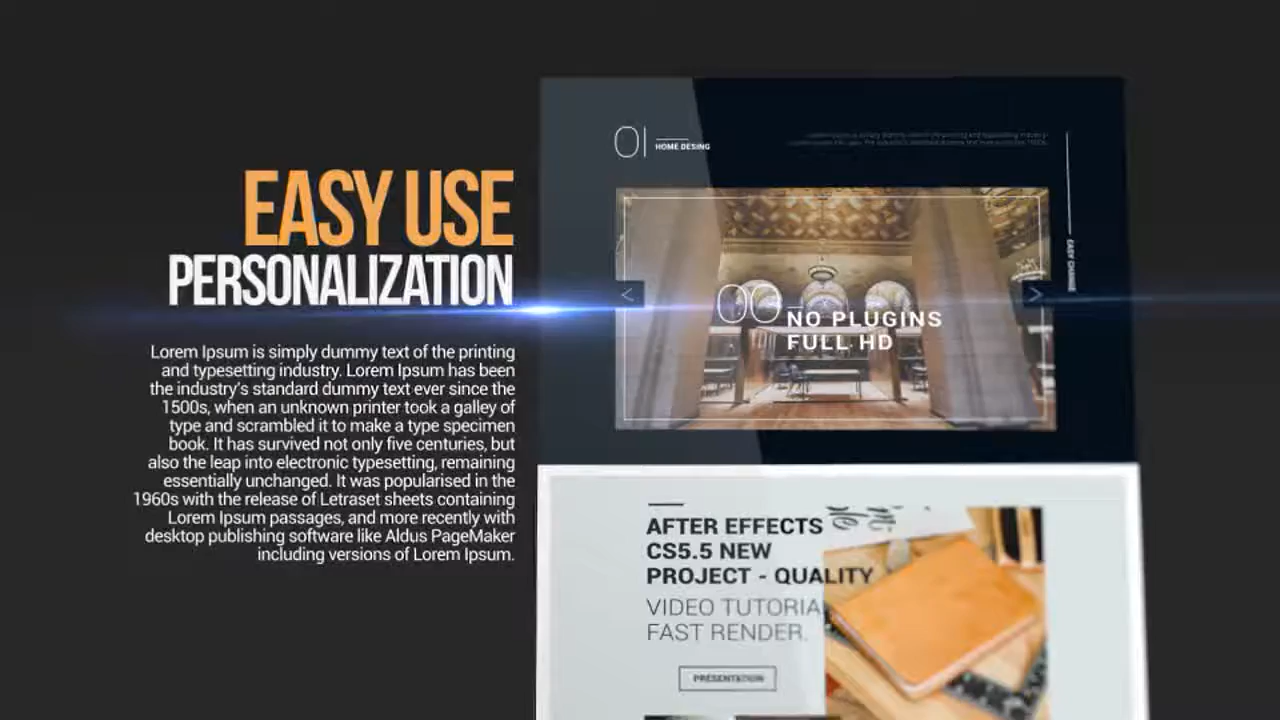 EASY USE
PERSONALIZATION
Lorem Ipsum is simply dummy text of the printing
and typesetting industry. Lorem Ipsum has been
the industry's standard dummy text ever since the
1500s, when an unknown printer took a galley of
type and scrambled it to make a type specimen
book. It has survived not only five centuries, but
also the leap into electronic typesetting, remaining
essentially unchanged. It was popularised in the
1960s with the release of Letraset sheets containing
Lorem Ipsum passages, and more recently with
desktop publishing software like Aldus PageMaker
including versions of Lorem Ipsum.
0
HOME DESING
EASY CHANGE
00
NO PLUGINS
FULL HD
AFTER EFFECTS
CS5.5 NEW
PROJECT - QUALITY
VIDEO TUTORIA
FAST RENDER.
PRESENTATION